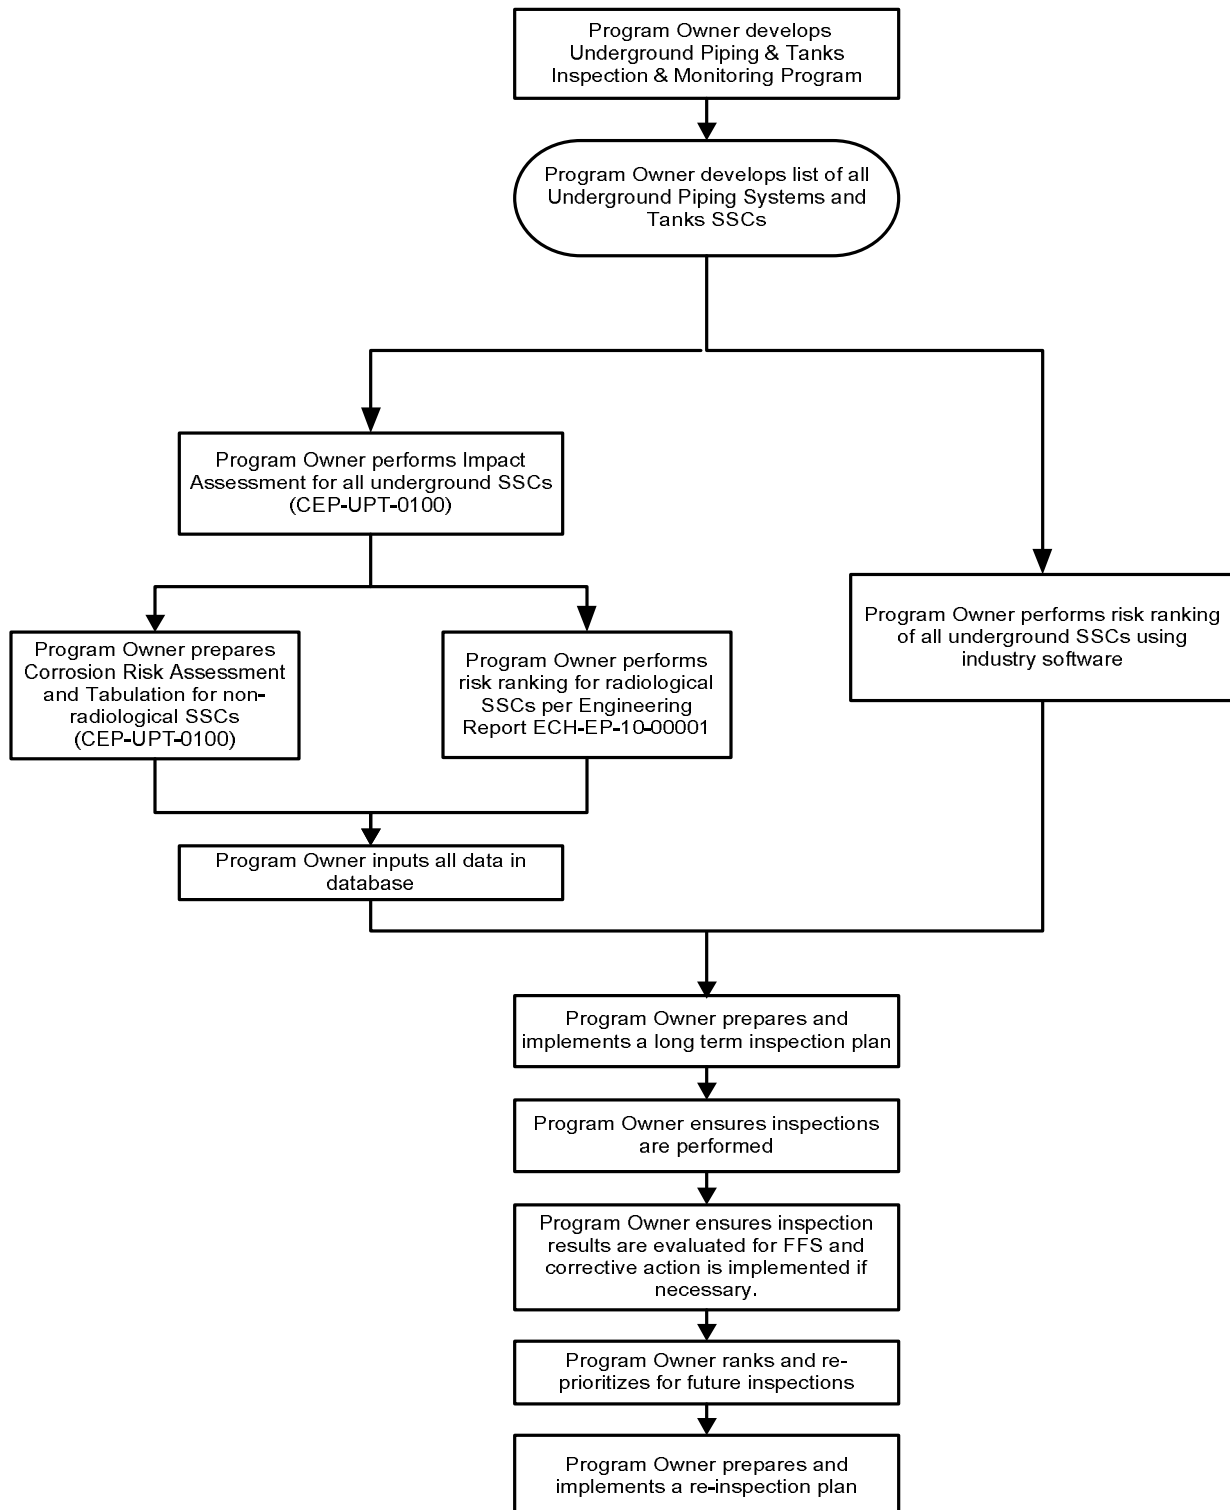 Program Owner develops
Underground Piping & Tanks
Inspection & Monitoring Program
Program Owner develops list of all
Underground Piping Systems and
Tanks SSCs
Program Owner performs Impact
Assessment for all underground SSCs
(CEP-UPT-0100)
Program Owner performs risk ranking
of all underground SSCs using
industry software
Program Owner prepares
Corrosion Risk Assessment
and Tabulation for non-
radiological SSCs
(CEP-UPT-0100)
Program Owner performs
risk ranking for radiological
SSCs per Engineering
Report ECH-EP-10-00001
Program Owner inputs all data in
database
Program Owner prepares and
implements a long term inspection plan
Program Owner ensures inspections
are performed
Program Owner ensures inspection
results are evaluated for FFS and
corrective action is implemented if
necessary.
Program Owner ranks and re-
prioritizes for future inspections
Program Owner prepares and
implements a re-inspection plan